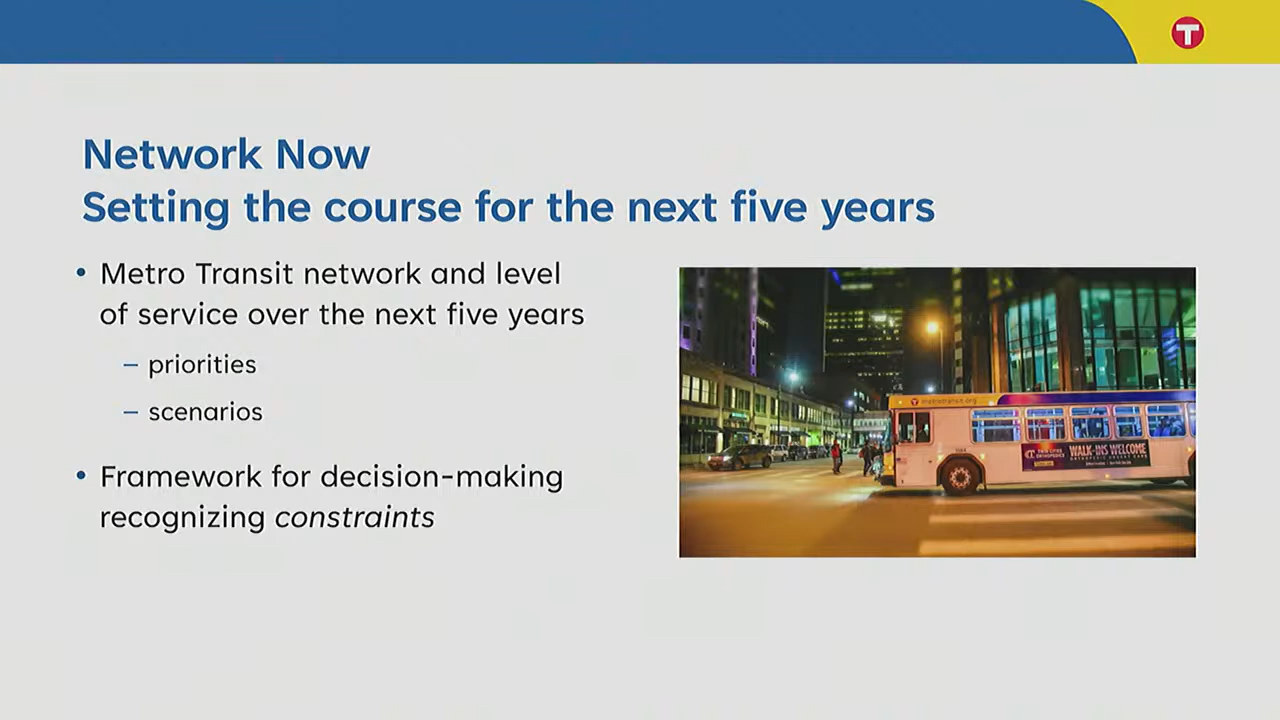 T
Network Now
Setting the course for the next five years
• Metro Transit network and level
of service over the next five years
– priorities
– scenarios
• Framework for decision-making
recognizing constraints
metrotransit.org
TWIN CITIES
ORTHOPEDICS
WALK-INS WELCOME